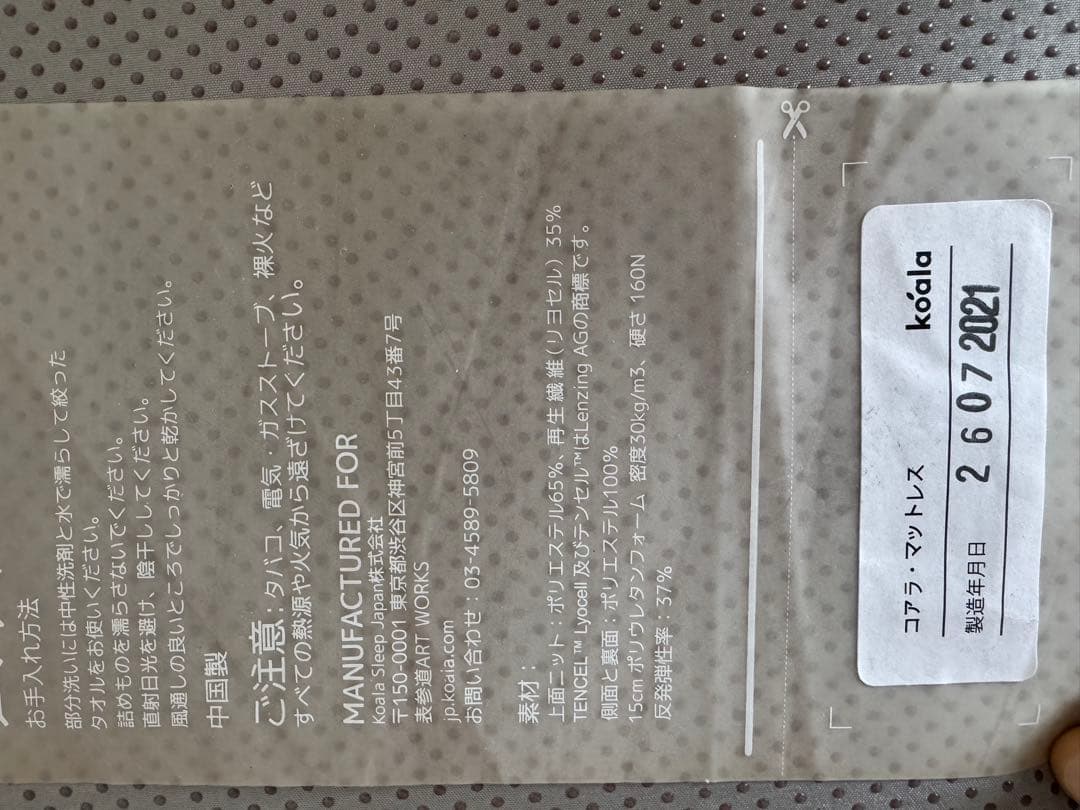 お手入れ方法
部分洗いには中性洗剤と水で濡らして絞った
タオルをお使いください。
詰めものを濡らさないでください。
直射日光を避け、陰干ししてください。
風通しの良いところでしっかりと乾かしてください。
中国製
ご注意：タバコ、電気・ガスストーブ、裸火など
すべての熱源や火気から遠ざけてください。
MANUFACTURED FOR
Koala Sleep Japan株式会社
〒150-0001 東京都渋谷区神宮前5丁目43番7号
表参道ART WORKS
jp.koala.com
お問い合わせ：03-4589-5809
素材：
上面ニット：ポリエステル65%、再生繊維(リヨセル) 35%
TENCEL™ Lyocell 及びテンセル™はLenzing AGの商標です。
側面と裏面：ポリエステル100%
15cm ポリウレタンフォーム 密度30kg/m3、硬さ 160N
反発弾性率：37%
コアラ・マットレス koala
製造年月日 2 6 0 7 2021